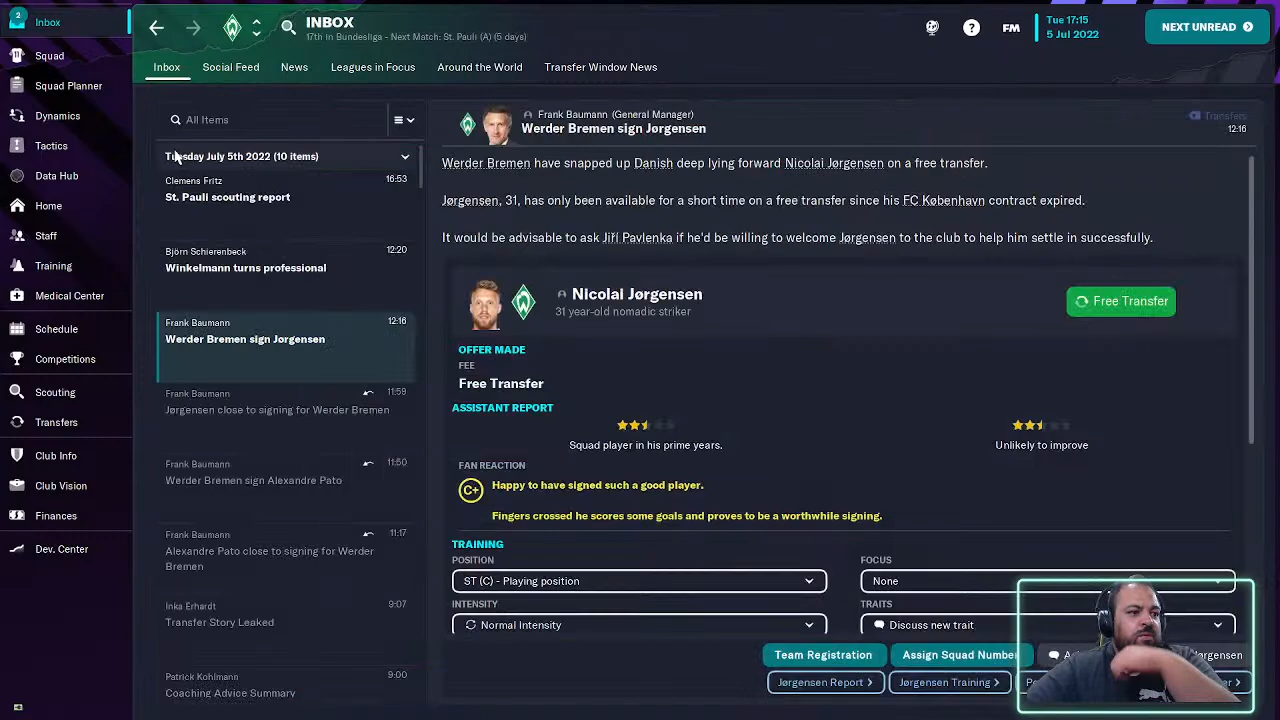 2
Inbox
Squad
Squad Planner
Dynamics
Tactics
Data Hub
Home
Staff
Training
Medical Center
Schedule
Competitions
Scouting
Transfers
Club Info
Club Vision
Finances
Dev. Center
INBOX
17th in Bundesliga - Next Match: St. Pauli (A) (5 days)
?
FM
Tue 17:15
5 Jul 2022
NEXT UNREAD
Inbox
Social Feed
News
Leagues in Focus
Around the World
Transfer Window News
All Items
Tuesday July 5th 2022 (10 items)
Clemens Fritz
16:53
St. Pauli scouting report
Björn Schierenbeck
12:20
Winkelmann turns professional
Frank Baumann
12:16
Werder Bremen sign Jørgensen
Frank Baumann
11:59
Jørgensen close to signing for Werder Bremen
Frank Baumann
11:50
Werder Bremen sign Alexandre Pato
Frank Baumann
11:17
Alexandre Pato close to signing for Werder
Bremen
Inka Erhardt
9:07
Transfer Story Leaked
Patrick Kohlmann
9:00
Coaching Advice Summary
Frank Baumann (General Manager)
Werder Bremen sign Jørgensen
Transfers
12:16
Werder Bremen have snapped up Danish deep lying forward Nicolai Jørgensen on a free transfer.
Jørgensen, 31, has only been available for a short time on a free transfer since his FC København contract expired.
It would be advisable to ask Jiří Pavlenka if he'd be willing to welcome Jørgensen to the club to help him settle in successfully.
Nicolai Jørgensen
31 year-old nomadic striker
Free Transfer
OFFER MADE
FEE
Free Transfer
ASSISTANT REPORT
Squad player in his prime years.
Unlikely to improve
FAN REACTION
C+
Happy to have signed such a good player.
Fingers crossed he scores some goals and proves to be a worthwhile signing.
TRAINING
POSITION
ST (C) - Playing position
FOCUS
None
INTENSITY
Normal Intensity
TRAITS
Discuss new trait
Team Registration
Assign Squad Number
Jørgensen
Jørgensen Report
Jørgensen Training